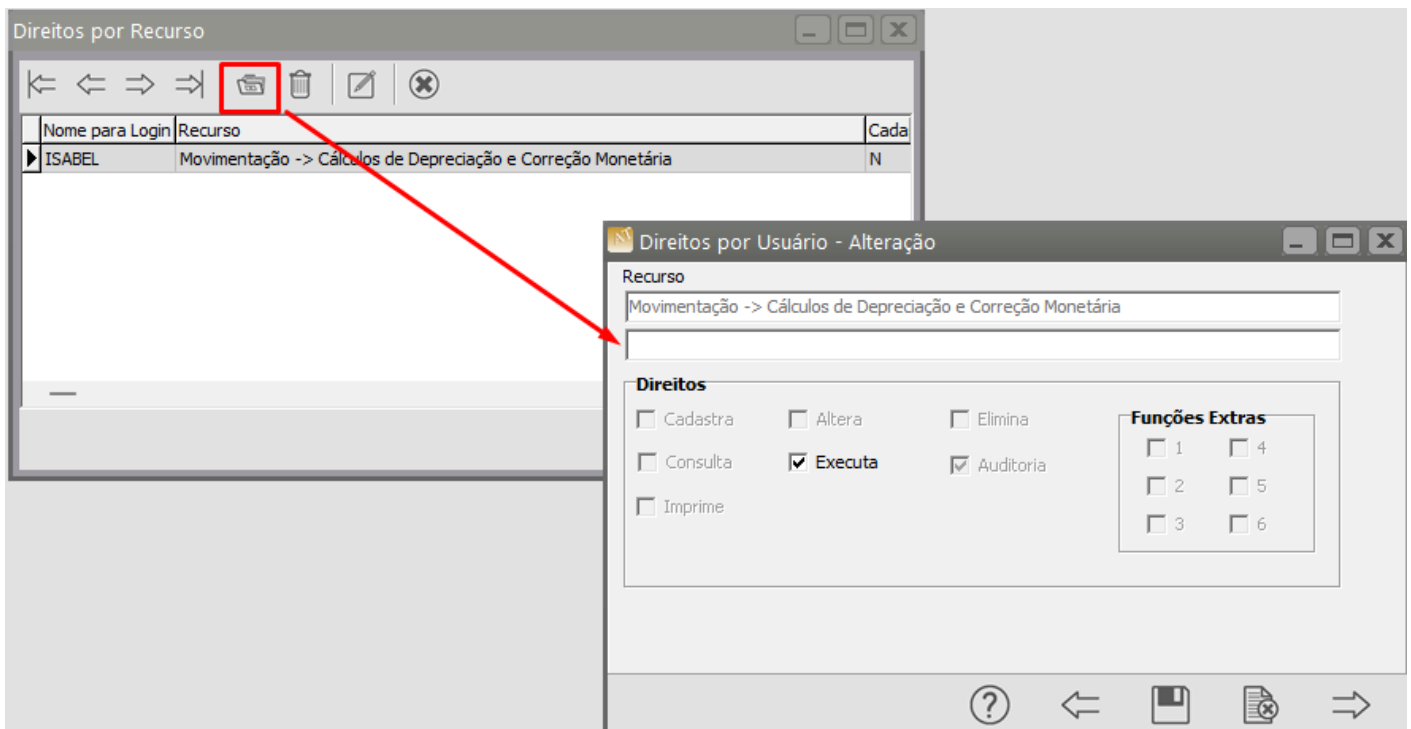 Direitos por Recurso
Nome para Login Recurso Cada
ISABEL Movimentação -> Cálculos de Depreciação e Correção Monetária N
Direitos por Usuário - Alteração
Recurso
Movimentação -> Cálculos de Depreciação e Correção Monetária
Direitos
Cadastra Altera Elimina
Consulta Executa Auditoria
Imprime
Funções Extras
1 4
2 5
3 6